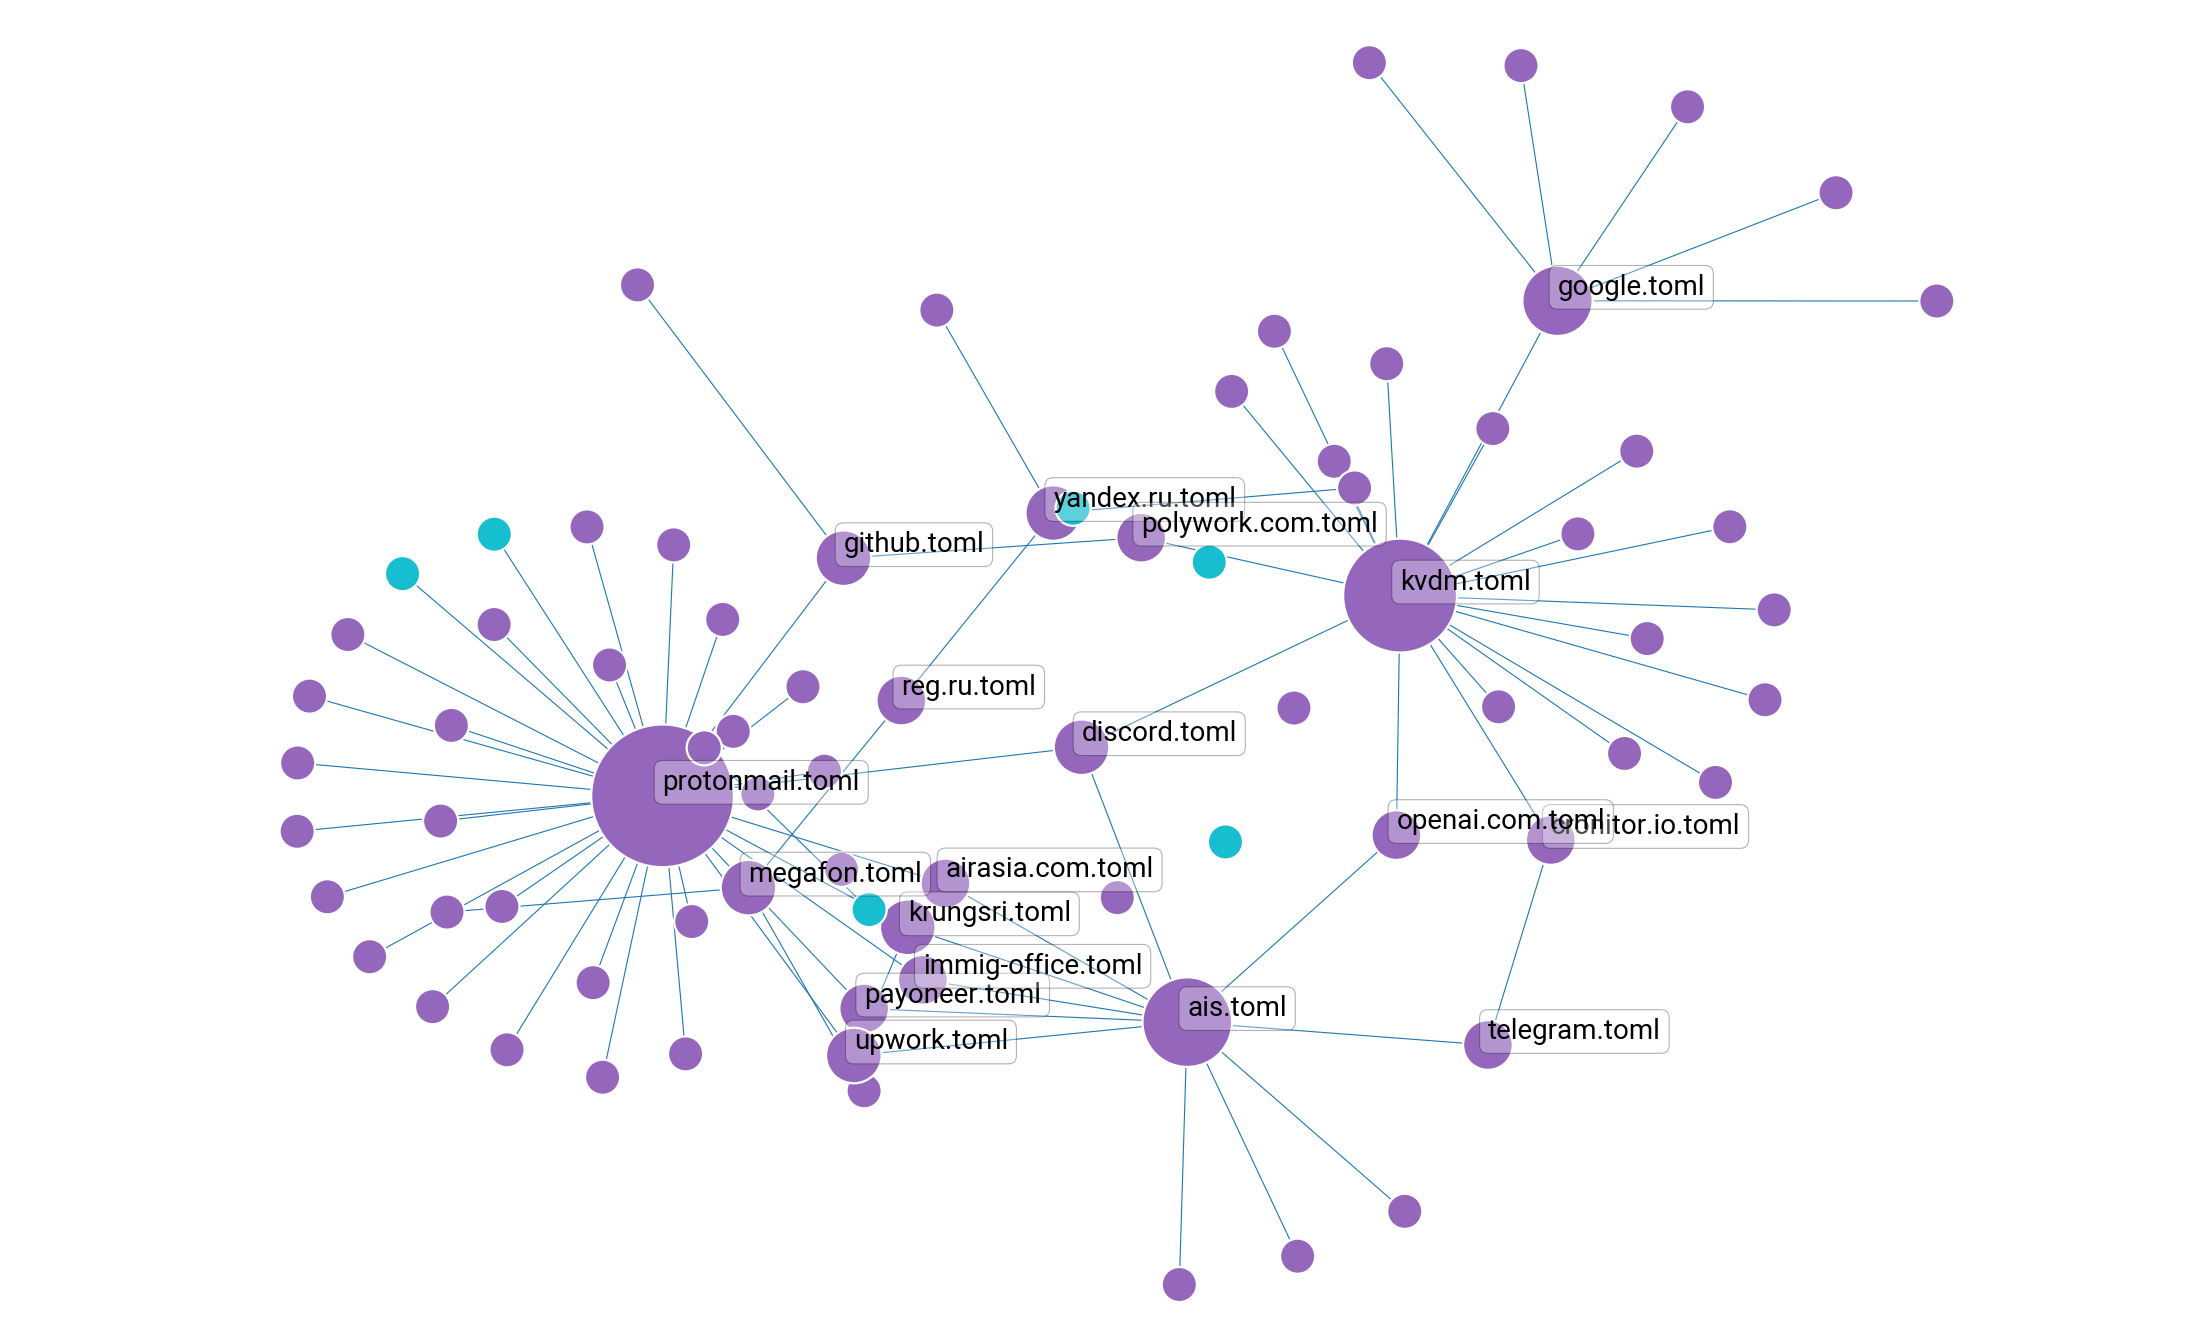 google.toml
yandex.ru.toml
polywork.com.toml
github.toml
kvdm.toml
reg.ru.toml
discord.toml
protonmail.toml
openai.com.toml
cronitor.io.toml
airasia.com.toml
megafon.toml
krungsri.toml
immig-office.toml
payoneer.toml
ais.toml
telegram.toml
upwork.toml